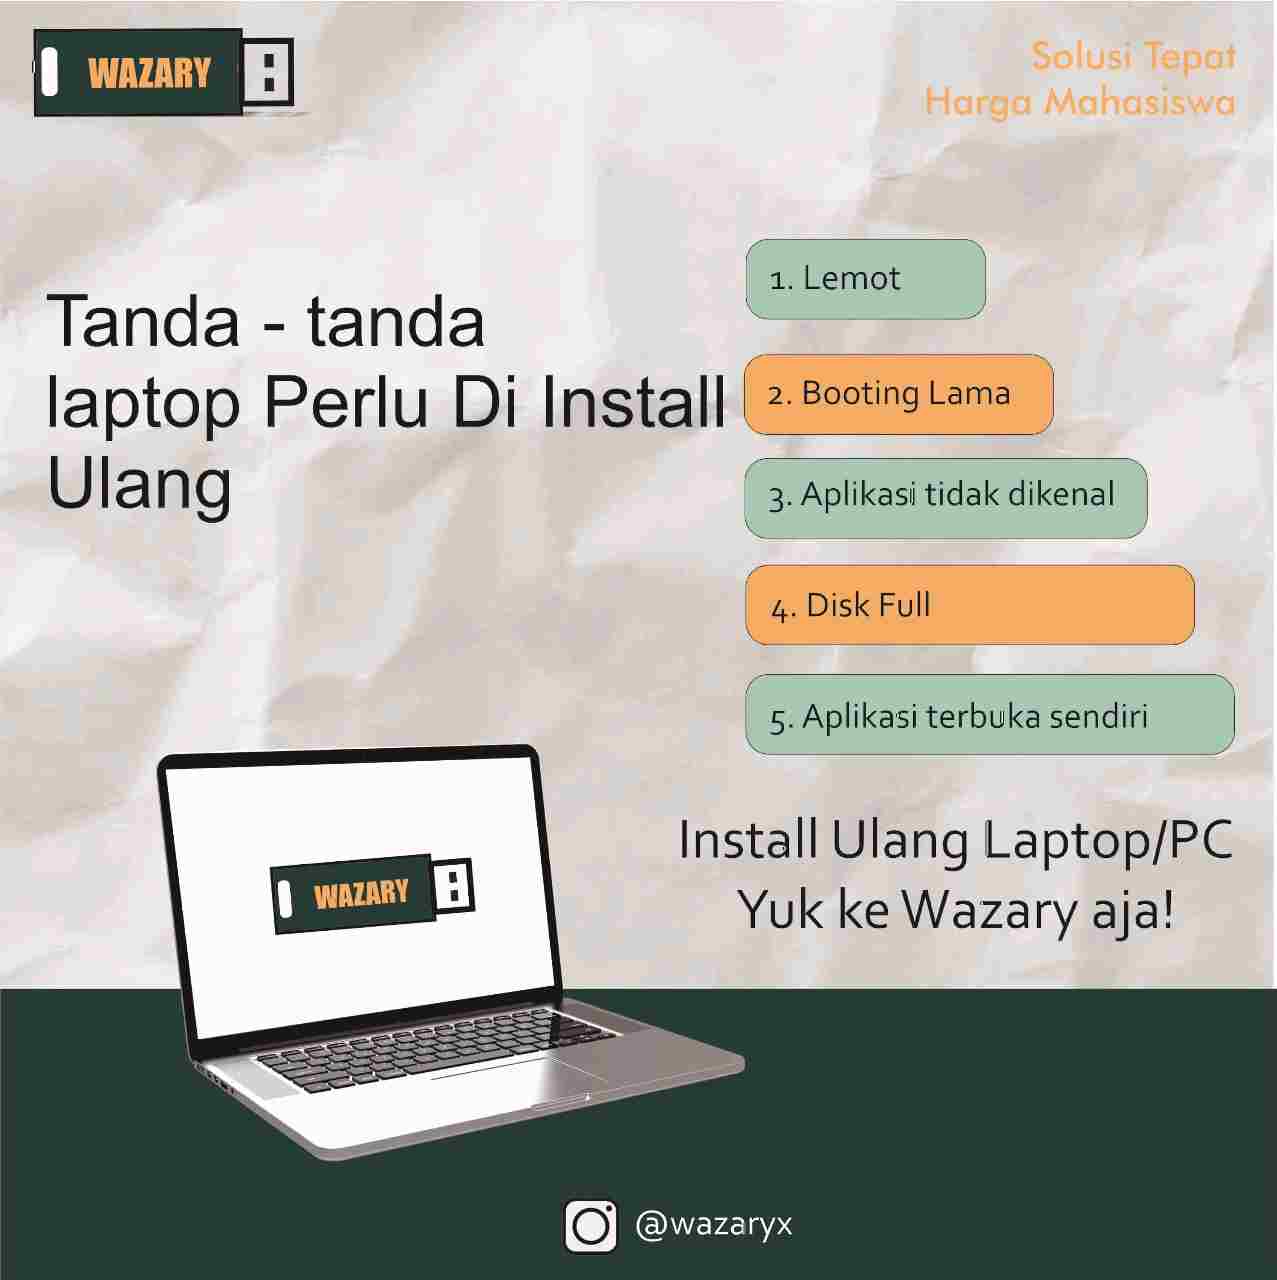 WAZARY
Solusi Tepat
Harga Mahasiswa
Tanda - tanda
laptop Perlu Di Install
Ulang
1. Lemot
2. Booting Lama
3. Aplikasi tidak dikenal
4. Disk Full
5. Aplikasi terbuka sendiri
Install Ulang Laptop/PC
Yuk ke Wazary aja!
WAZARY
@wazaryx